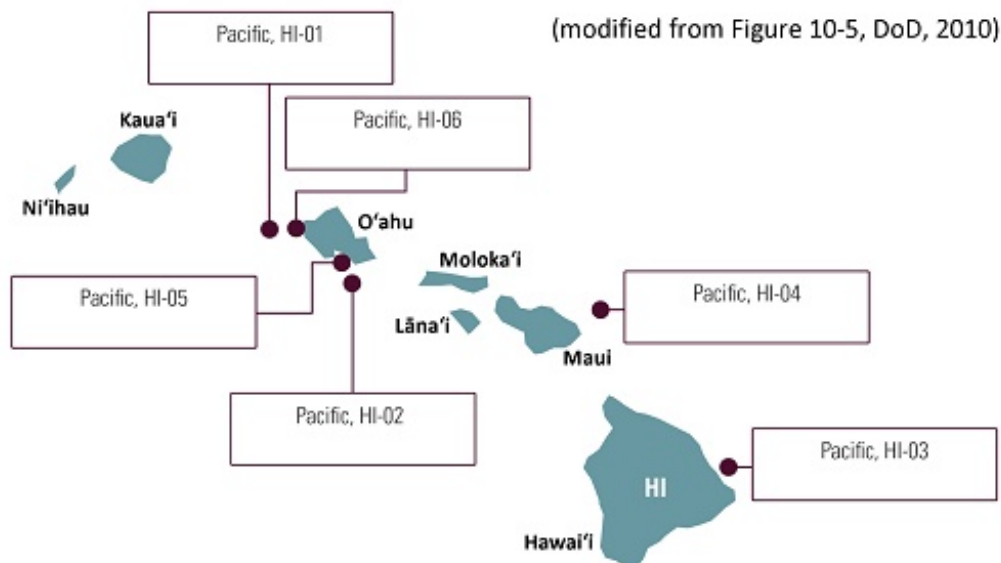 Pacific, HI-01
(modified from Figure 10-5, DoD, 2010)
Kaua‘i
Pacific, HI-06
Ni‘ihau
O‘ahu
Moloka‘i
Pacific, HI-05
Pacific, HI-04
Lāna‘i
Maui
Pacific, HI-02
Pacific, HI-03
HI
Hawai‘i